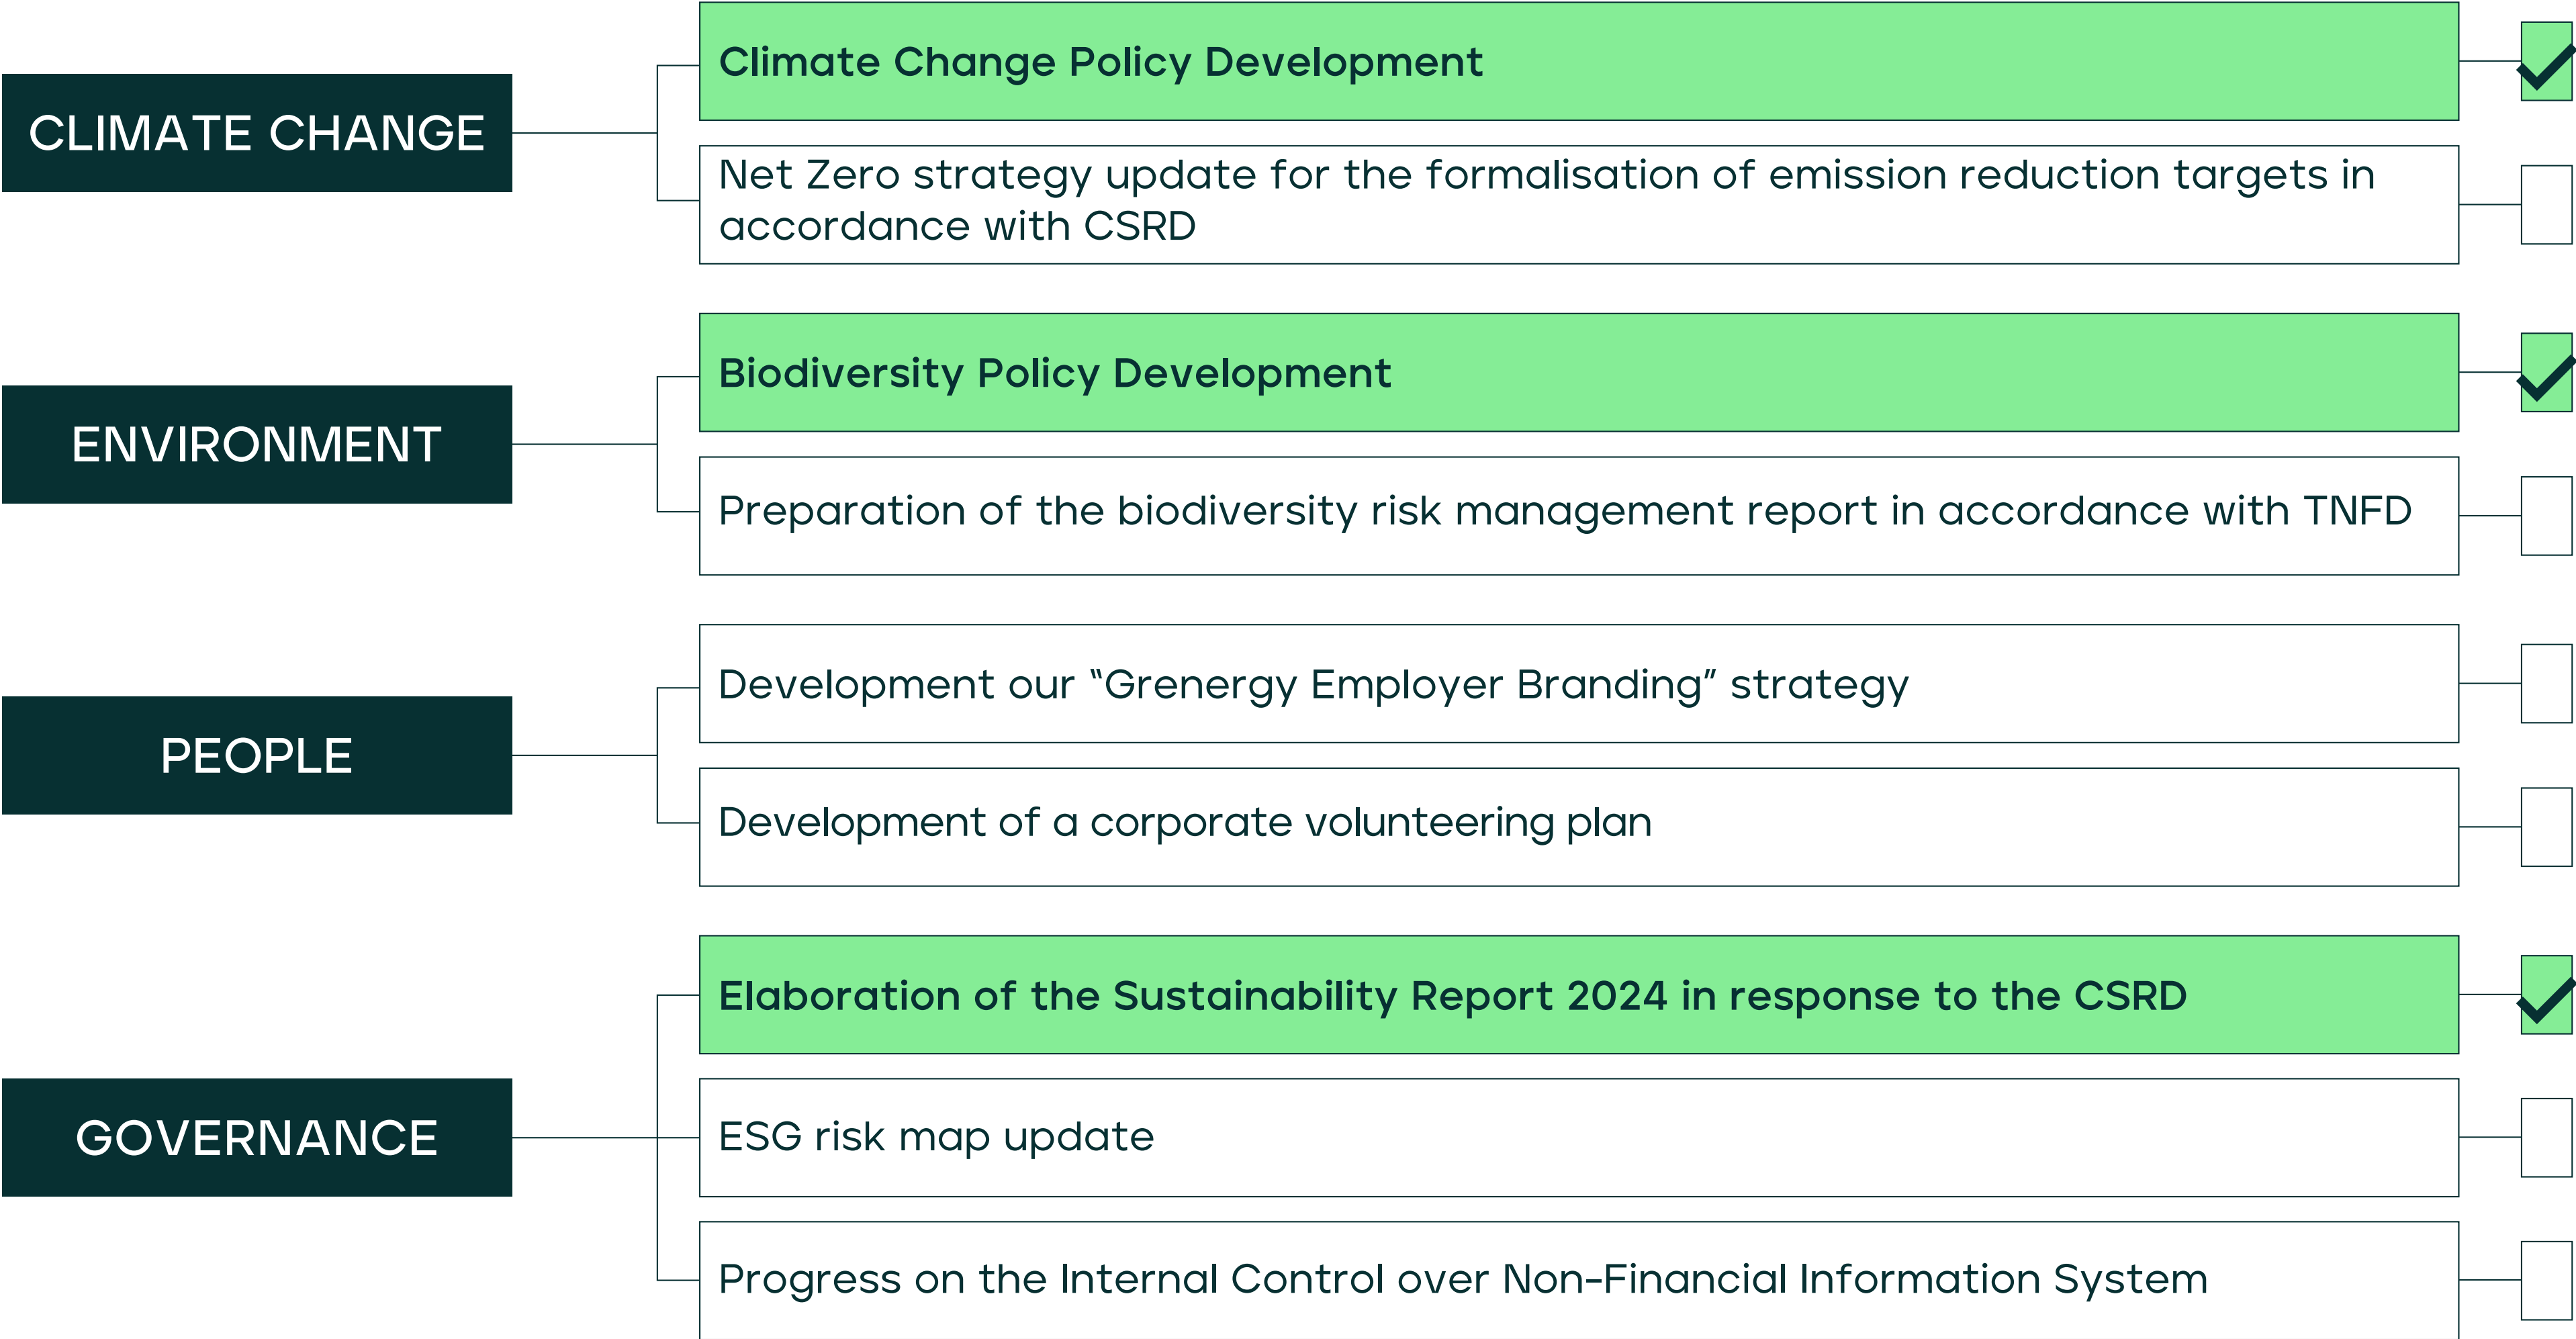 CLIMATE CHANGE
Climate Change Policy Development
Net Zero strategy update for the formalisation of emission reduction targets in
accordance with CSRD
ENVIRONMENT
Biodiversity Policy Development
Preparation of the biodiversity risk management report in accordance with TNFD
PEOPLE
Development our “Grenergy Employer Branding” strategy
Development of a corporate volunteering plan
GOVERNANCE
Elaboration of the Sustainability Report 2024 in response to the CSRD
ESG risk map update
Progress on the Internal Control over Non-Financial Information System